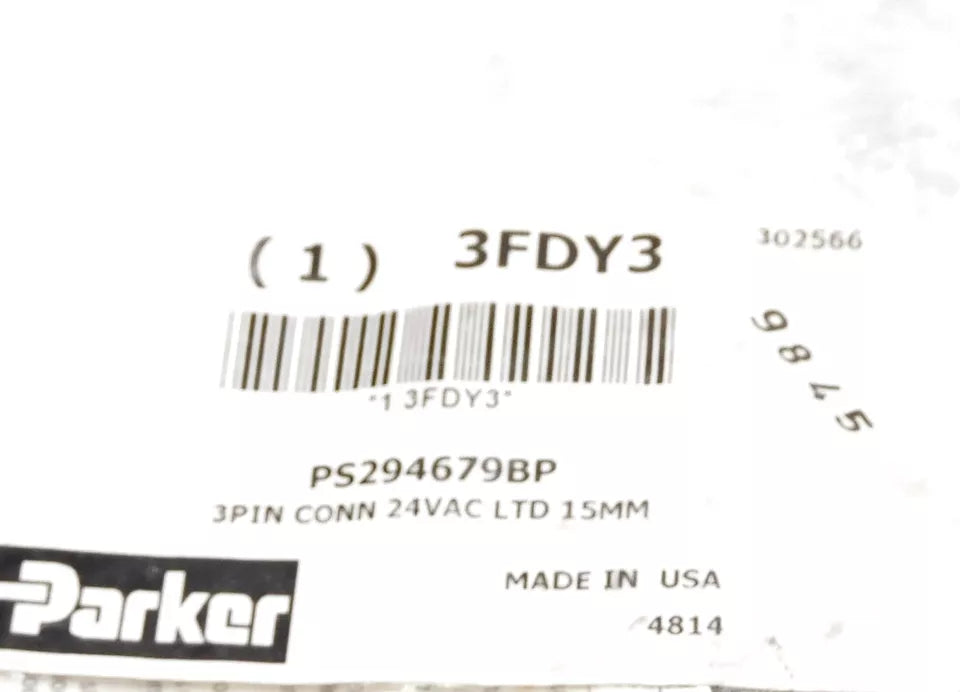 ( 1 ) 3FDY3
302566
9845
*1 3FDY3*
PS294679BP
3PIN CONN 24VAC LTD 15MM
Parker
MADE IN USA
4814